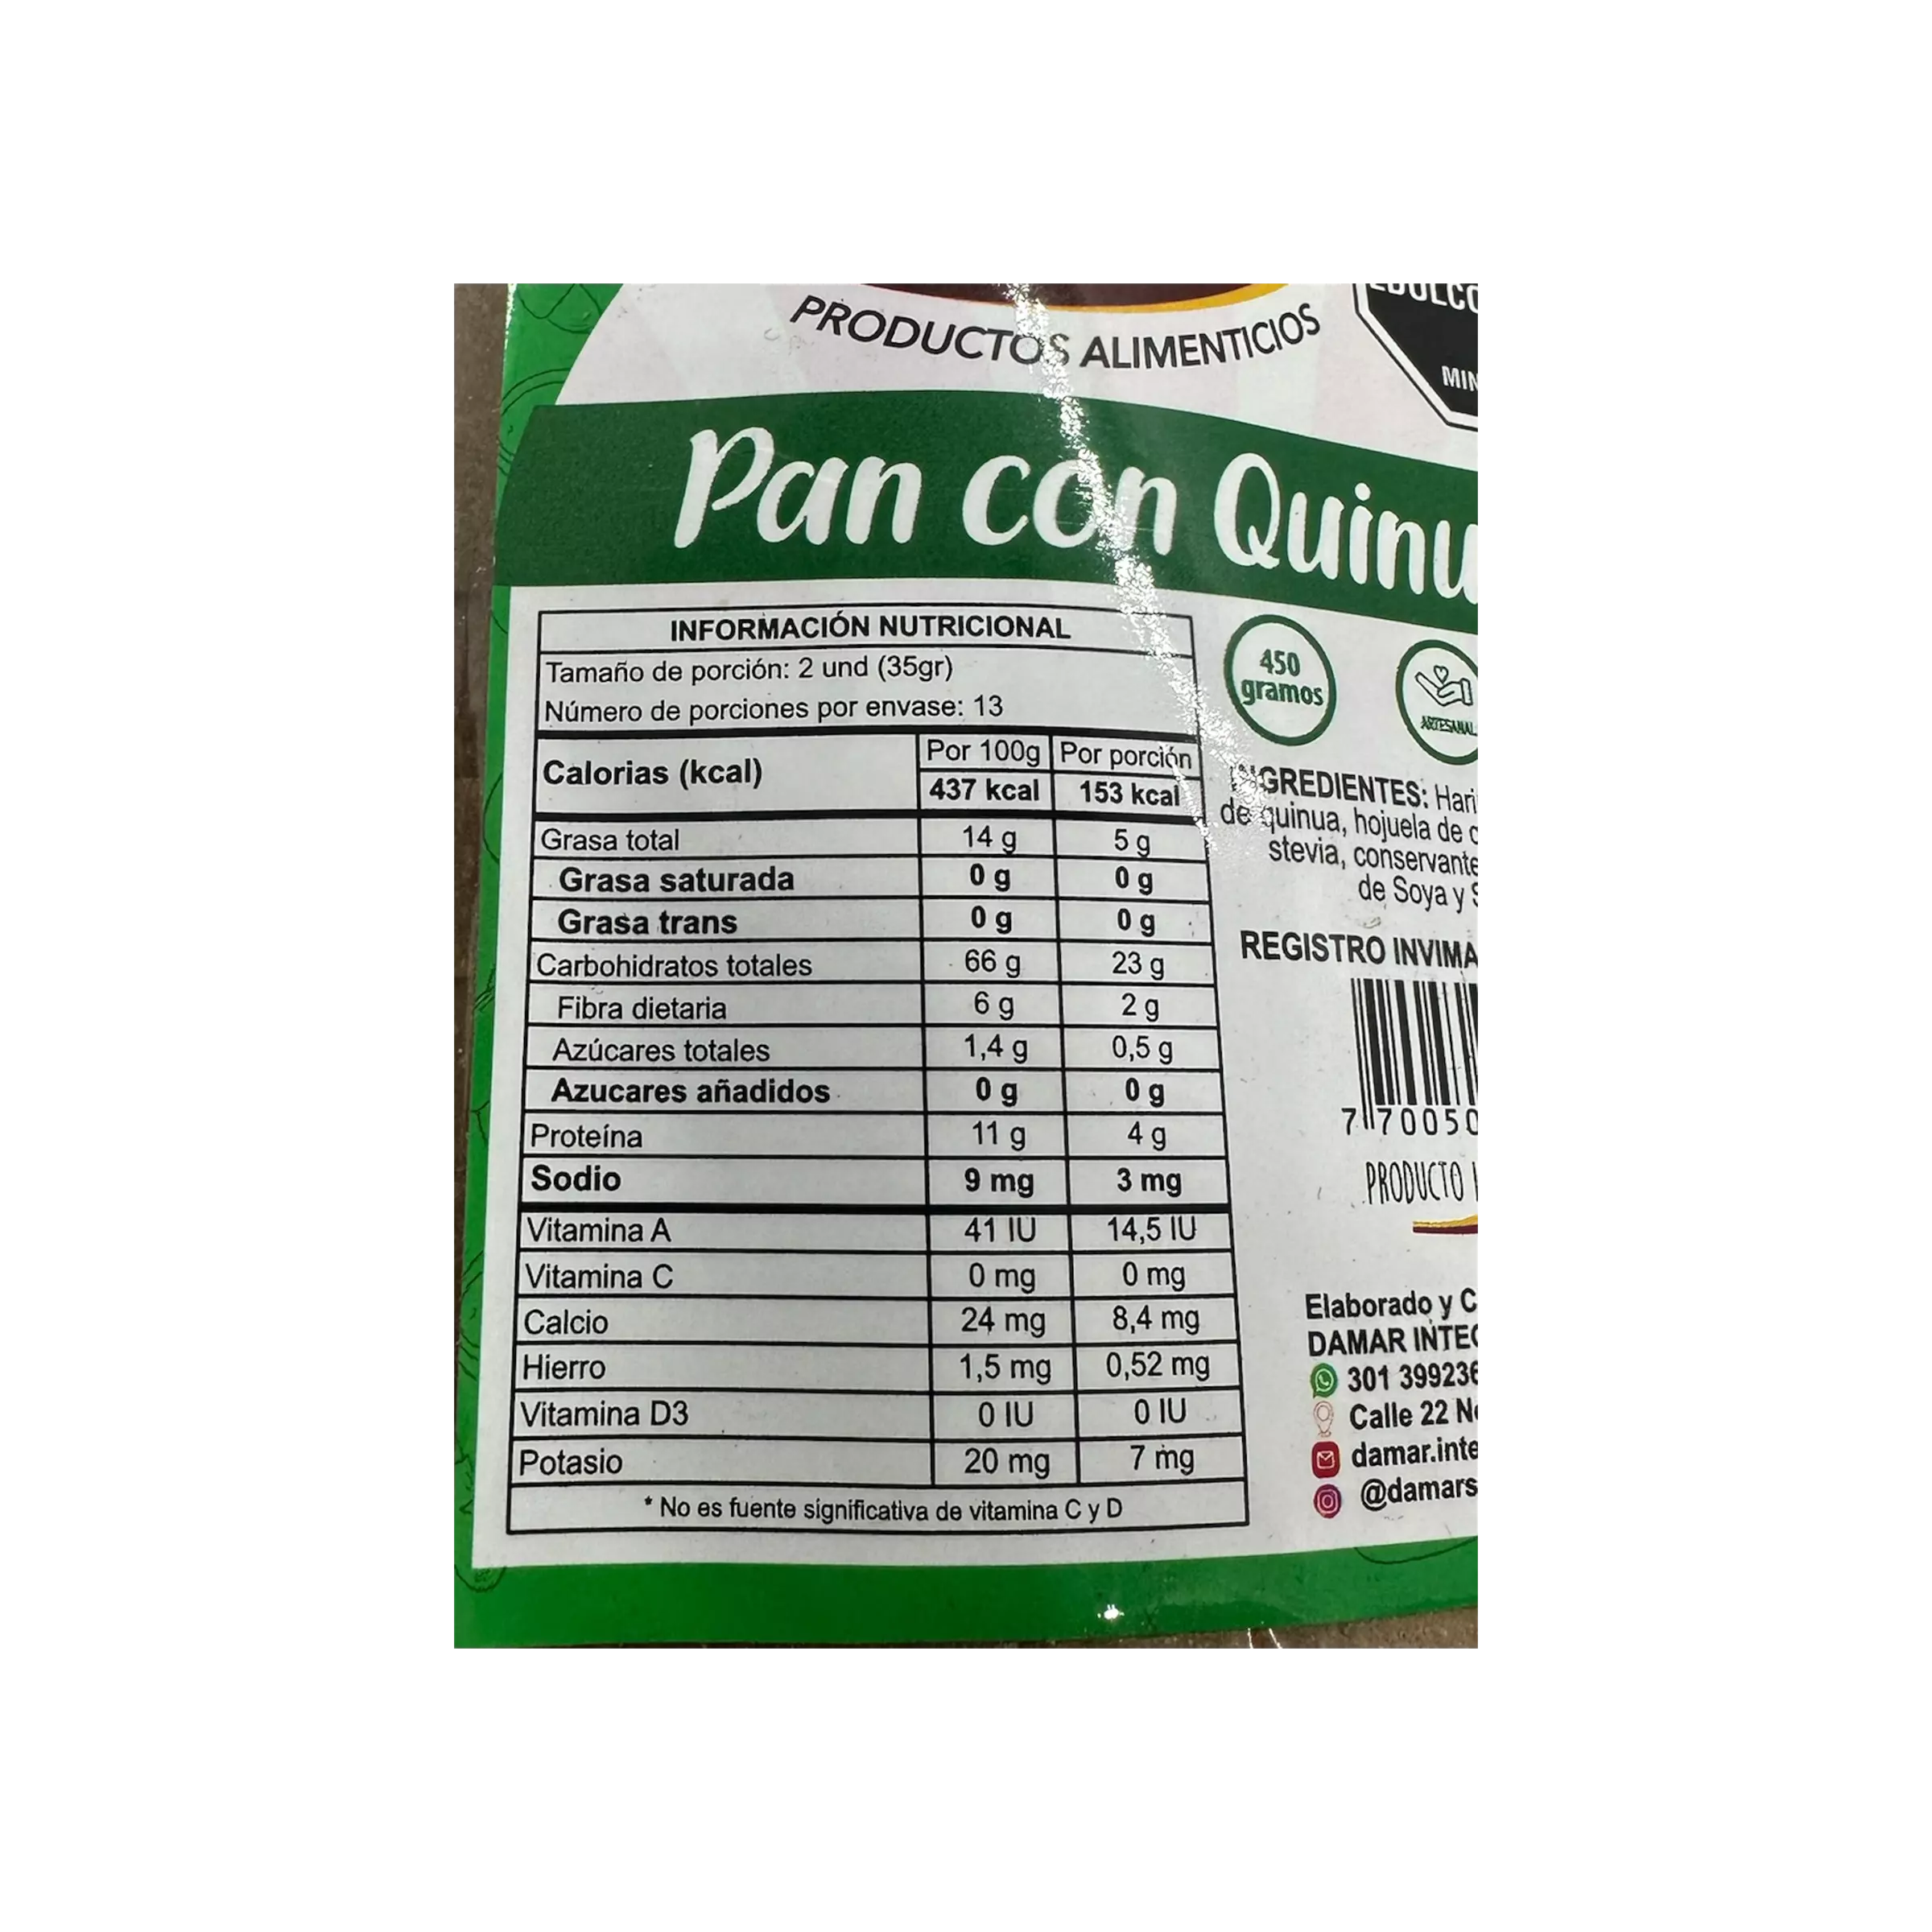 PRODUCTOS ALIMENTICIOS
MIN
Pan con Quinu
INFORMACIÓN NUTRICIONAL
Tamaño de porción: 2 und (35gr)
Número de porciones por envase: 13
Calorias (kcal) Por 100g Por porción
437 kcal 153 kcal
Grasa total 14 g 5 g
Grasa saturada 0 g 0 g
Grasa trans 0 g 0 g
Carbohidratos totales 66 g 23 g
Fibra dietaria 6 g 2 g
Azúcares totales 1,4 g 0,5 g
Azucares añadidos 0 g 0 g
Proteína 11 g 4 g
Sodio 9 mg 3 mg
Vitamina A 41 IU 14,5 IU
Vitamina C 0 mg 0 mg
Calcio 24 mg 8,4 mg
Hierro 1,5 mg 0,52 mg
Vitamina D3 0 IU 0 IU
Potasio 20 mg 7 mg
* No es fuente significativa de vitamina C y D
450
gramos
ARTESANAL
INGREDIENTES: Hari
de quinua, hojuela de
stevia, conservante
de Soya y
REGISTRO INVIMA
7 70050
PRODUCTO
Elaborado y C
DAMAR INTEG
301 399236
Calle 22 N
damar.inte
@damars